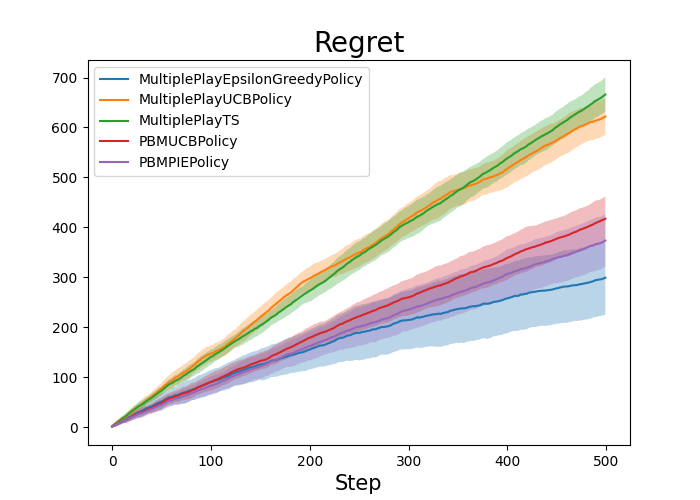 Regret
700
600
500
400
300
200
100
0
MultiplePlayEpsilonGreedyPolicy
MultiplePlayUCBPolicy
MultiplePlayTS
PBMUCBPolicy
PBMPIEPolicy
0 100 200 300 400 500
Step